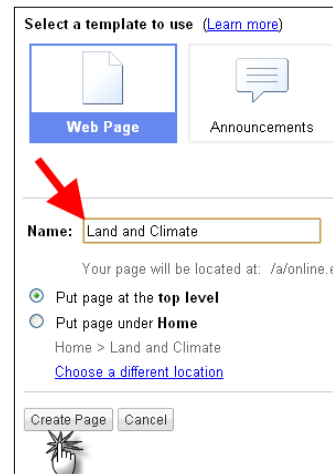 Select a template to use (Learn more)
Web Page
Announcements
Name: Land and Climate
Your page will be located at: /a/online.e
Put page at the top level
Put page under Home
Home > Land and Climate
Choose a different location
Create Page Cancel